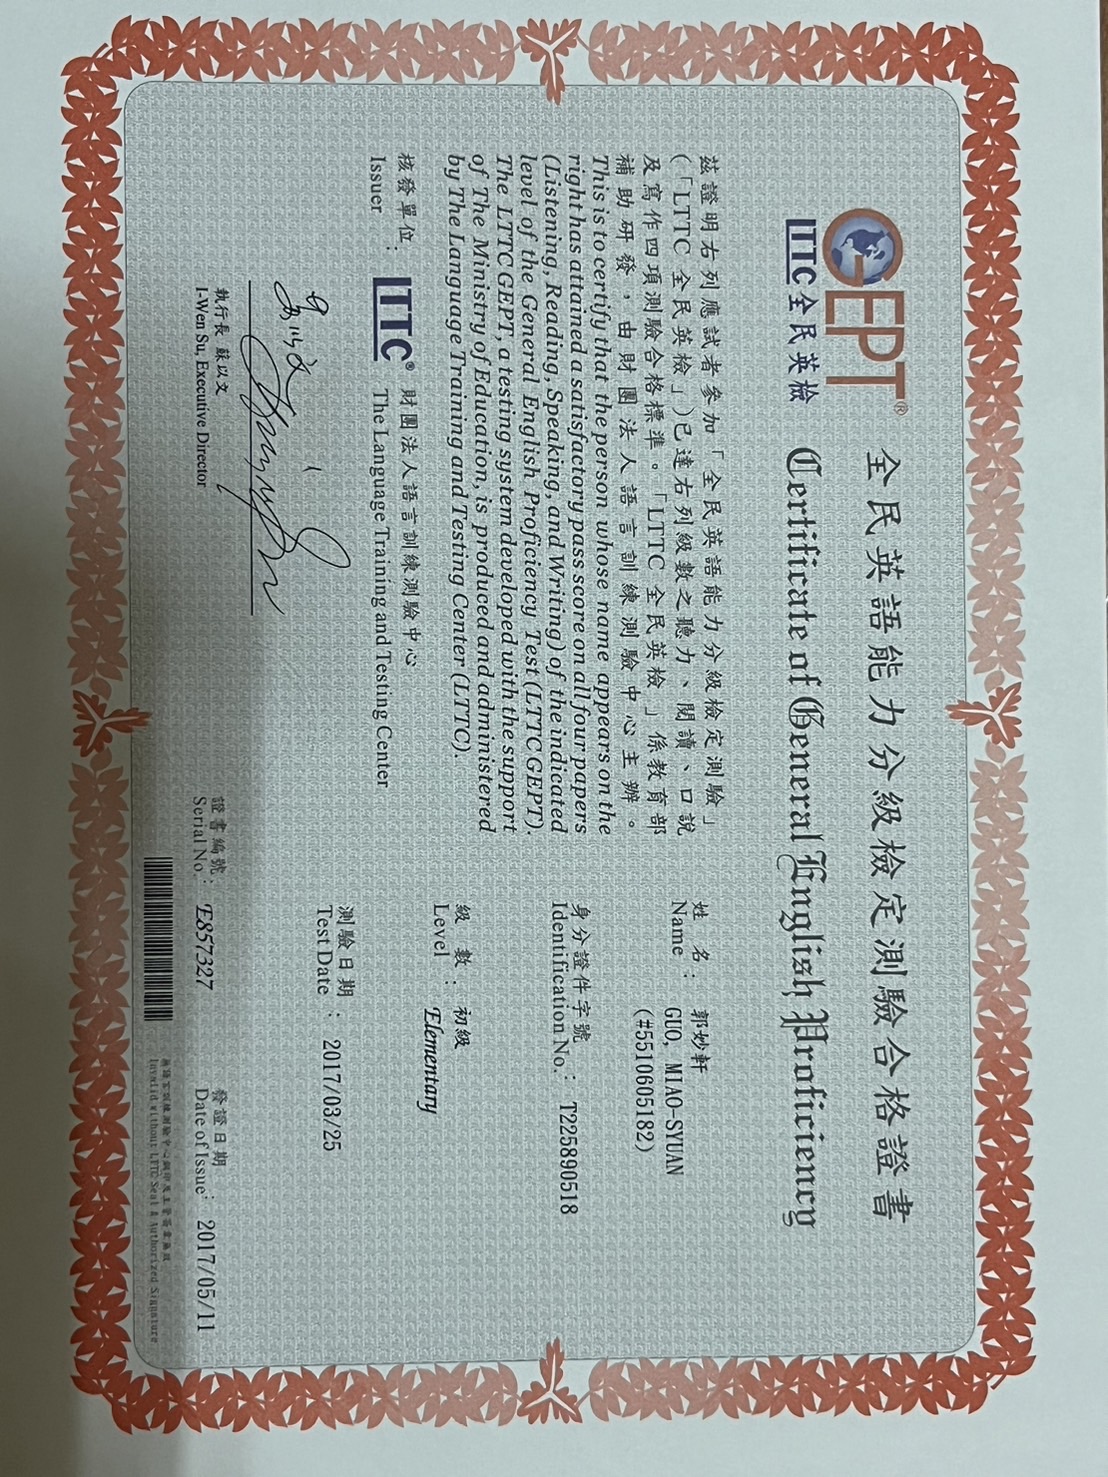 GEPT®
LTTC 全民英檢
全民英語能力分級檢定測驗合格證書
Certificate of General English Proficiency
茲證明右列應試者參加「全民英語能力分級檢定測驗」
(「LTTC 全民英檢」)已達右列級數之聽力、閱讀、口說
及寫作四項測驗合格標準。「LTTC 全民英檢」係教育部
補助研發，由財團法人語言訓練測驗中心主辦。
This is to certify that the person whose name appears on the
right has attained a satisfactory pass score on all four papers
(Listening, Reading, Speaking, and Writing) of the indicated
level of the General English Proficiency Test (LTTC GEPT).
The LTTC GEPT, a testing system developed with the support
of The Ministry of Education, is produced and administered
by The Language Training and Testing Center (LTTC).
核發單位
Issuer :
LTTC®
財團法人語言訓練測驗中心
The Language Training and Testing Center
蘇以文
執行長 蘇以文
I-Wen Su, Executive Director
姓 名 : 郭妙軒
Name
GUO, MIAO-SYUAN
(#5510605182)
身分證件字號
Identification No. : T225890518
級 數 : 初級
Level
Elementary
測驗日期
Test Date : 2017/03/25
證書編號
Serial No. : E857327
發證日期
Date of Issue : 2017/05/11
無語言訓練測驗中心鋼印及主管簽章無效
Invalid without LTTC Seal & Authorized Signature